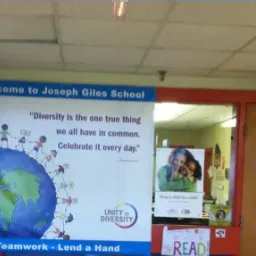 come to Joseph Giles School
"Diversity is the one true thing
we all have in common.
Celebrate it every day."
UNITY in
DIVERSITY
Teamwork - Lend a Hand
READ